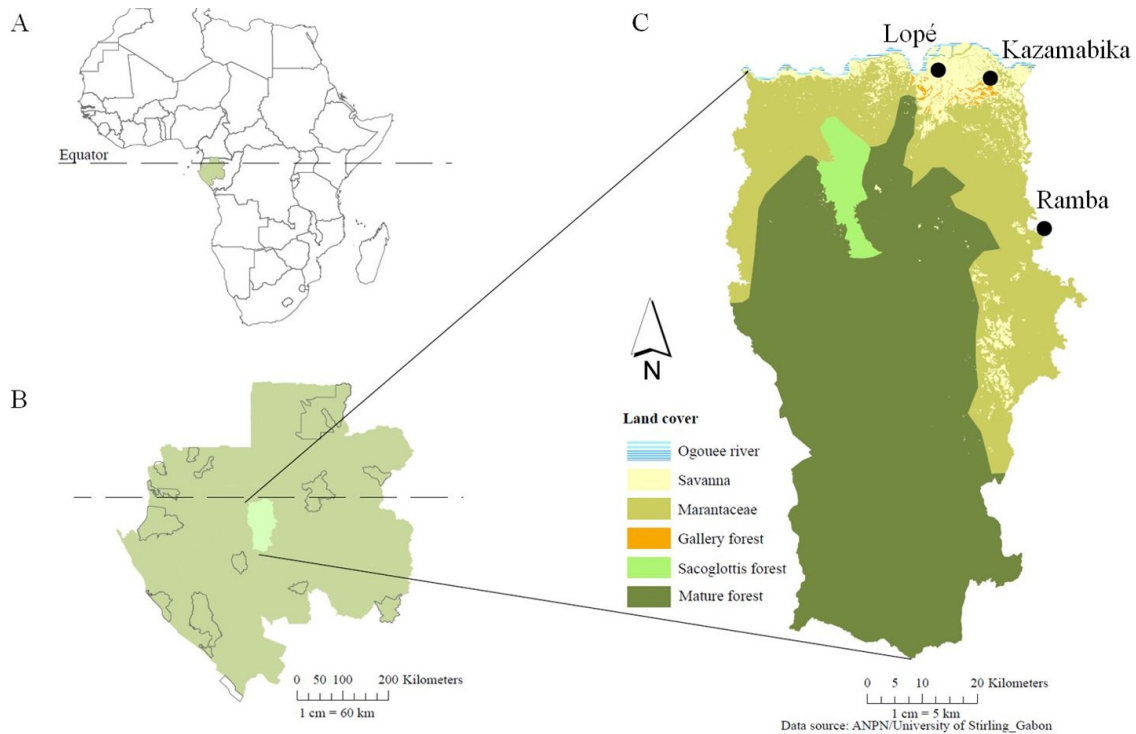 A
Equator
B
0 50 100 200 Kilometers
1 cm = 60 km
C
Lopé
Kazamabika
Ramba
N
Land cover
Ogouee river
Savanna
Marantaceae
Gallery forest
Sacoglottis forest
Mature forest
0 5 10 20 Kilometers
1 cm = 5 km
Data source: ANPN/University of Stirling_Gabon